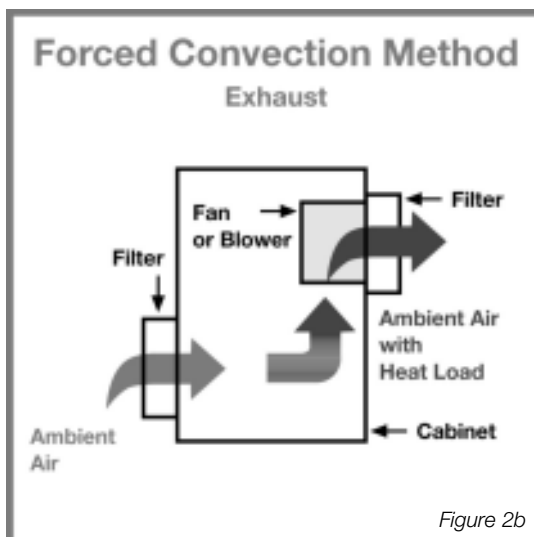 Forced Convection Method
Exhaust
Fan
or Blower
Filter
Filter
Ambient Air
with
Heat Load
Ambient
Air
Cabinet
Figure 2b